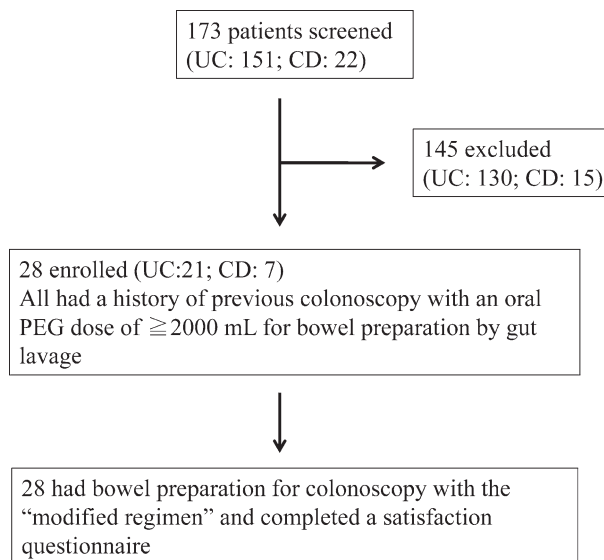 173 patients screened
(UC: 151; CD: 22)
145 excluded
(UC: 130; CD: 15)
28 enrolled (UC:21; CD: 7)
All had a history of previous colonoscopy with an oral
PEG dose of ≧2000 mL for bowel preparation by gut
lavage
28 had bowel preparation for colonoscopy with the
“modified regimen” and completed a satisfaction
questionnaire